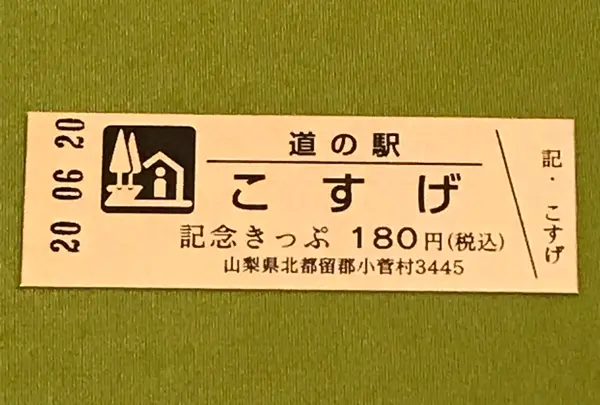 20 06 20
道の駅
こすげ
記念きっぷ 180円(税込)
山梨県北都留郡小菅村3445
記・こすげ